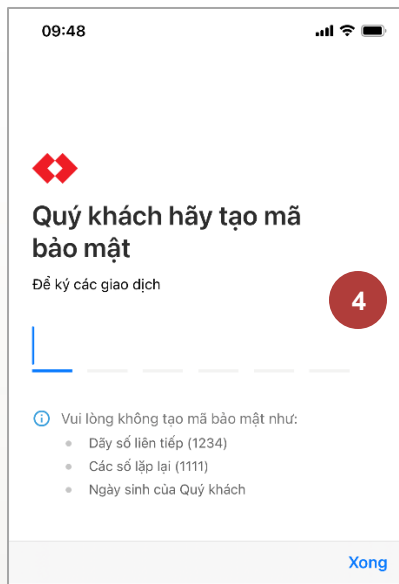 09:48
Quý khách hãy tạo mã
bảo mật
Để ký các giao dịch
4
Vui lòng không tạo mã bảo mật như:
Dãy số liên tiếp (1234)
Các số lặp lại (1111)
Ngày sinh của Quý khách
Xong